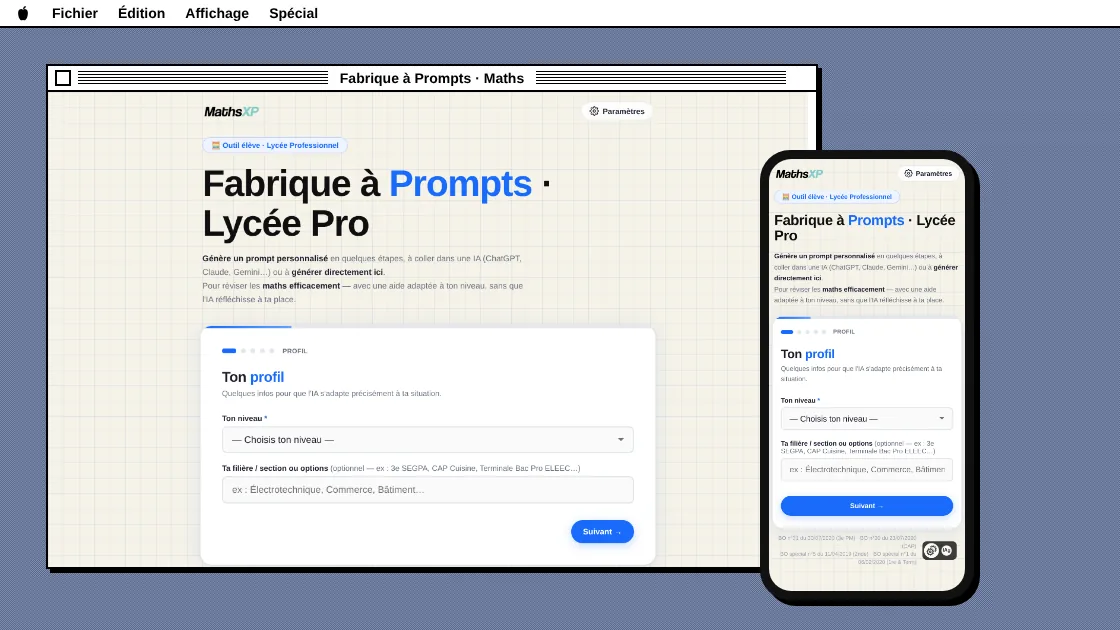 Fichier Édition Affichage Spécial
Fabrique à Prompts · Maths
MathsXP
Paramètres
🧮 Outil élève · Lycée Professionnel
Fabrique à Prompts ·
Lycée Pro
Génère un prompt personnalisé en quelques étapes, à coller dans une IA (ChatGPT,
Claude, Gemini…) ou à générer directement ici.
Pour réviser les maths efficacement — avec une aide adaptée à ton niveau, sans que
l'IA réfléchisse à ta place.
PROFIL
Ton profil
Quelques infos pour que l'IA s'adapte précisément à ta situation.
Ton niveau *
— Choisis ton niveau —
Ta filière / section ou options (optionnel — ex : 3e SEGPA, CAP Cuisine, Terminale Bac Pro ELEEC…)
ex : Électrotechnique, Commerce, Bâtiment…
Suivant →
MathsXP
Paramètres
🧮 Outil élève · Lycée Professionnel
Fabrique à Prompts · Lycée
Pro
Génère un prompt personnalisé en quelques étapes, à
coller dans une IA (ChatGPT, Claude, Gemini…) ou à générer
directement ici.
Pour réviser les maths efficacement — avec une aide
adaptée à ton niveau, sans que l'IA réfléchisse à ta place.
PROFIL
Ton profil
Quelques infos pour que l'IA s'adapte précisément à ta
situation.
Ton niveau *
— Choisis ton niveau —
Ta filière / section ou options (optionnel — ex : 3e
SEGPA, CAP Cuisine, Terminale Bac Pro ELEEC…)
ex : Électrotechnique, Commerce, Bâtimen
Suivant →
(CAP)